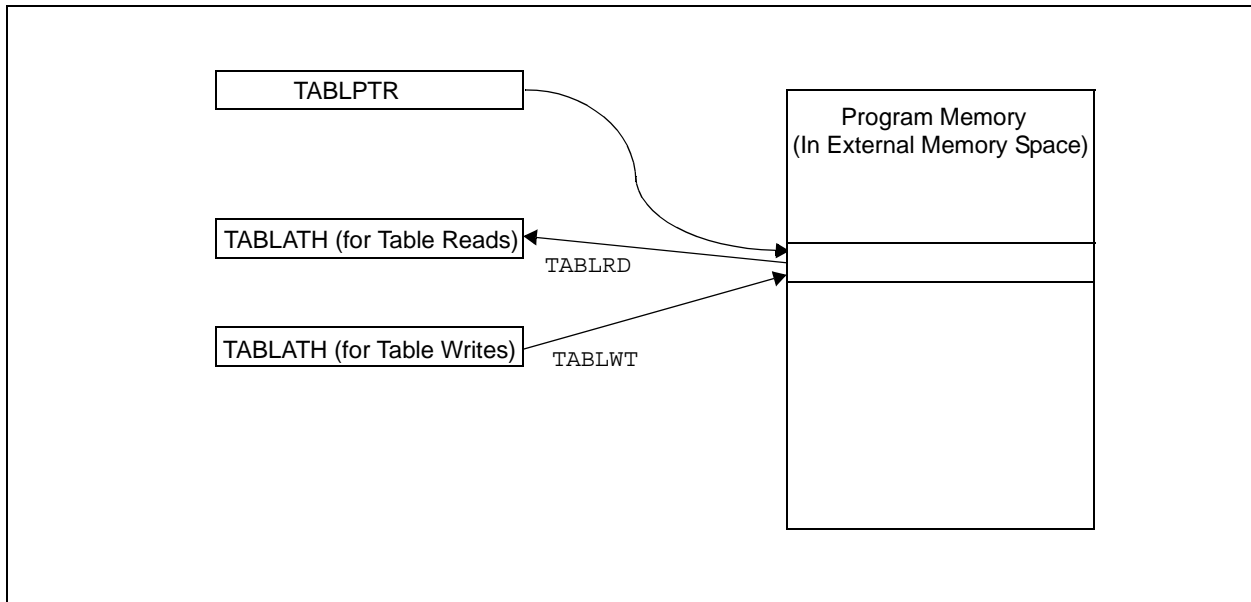 TABLPTR
Program Memory
(In External Memory Space)
TABLATH (for Table Reads)
TABLRD
TABLATH (for Table Writes)
TABLWT